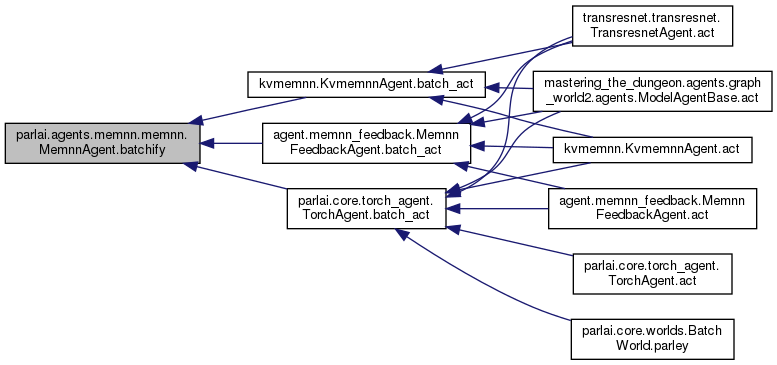 parlai.agents.memnn.memnn.
MemnnAgent.batchify
kvmemnn.KvmemnnAgent.batch_act
agent.memnn_feedback.Memnn
FeedbackAgent.batch_act
parlai.core.torch_agent.
TorchAgent.batch_act
transresnet.transresnet.
TransresnetAgent.act
mastering_the_dungeon.agents.graph
_world2.agents.ModelAgentBase.act
kvmemnn.KvmemnnAgent.act
agent.memnn_feedback.Memnn
FeedbackAgent.act
parlai.core.torch_agent.
TorchAgent.act
parlai.core.worlds.Batch
World.parley